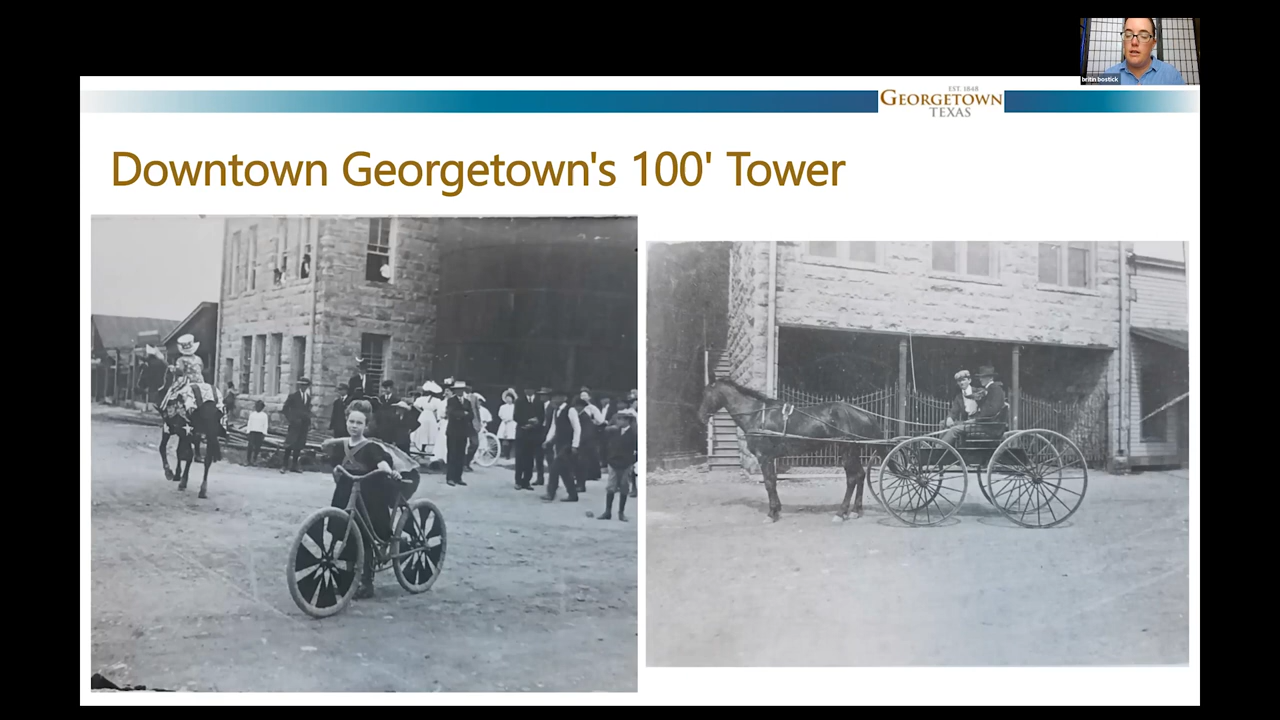 britin bostick
EST. 1848
GEORGETOWN
TEXAS
Downtown Georgetown's 100' Tower